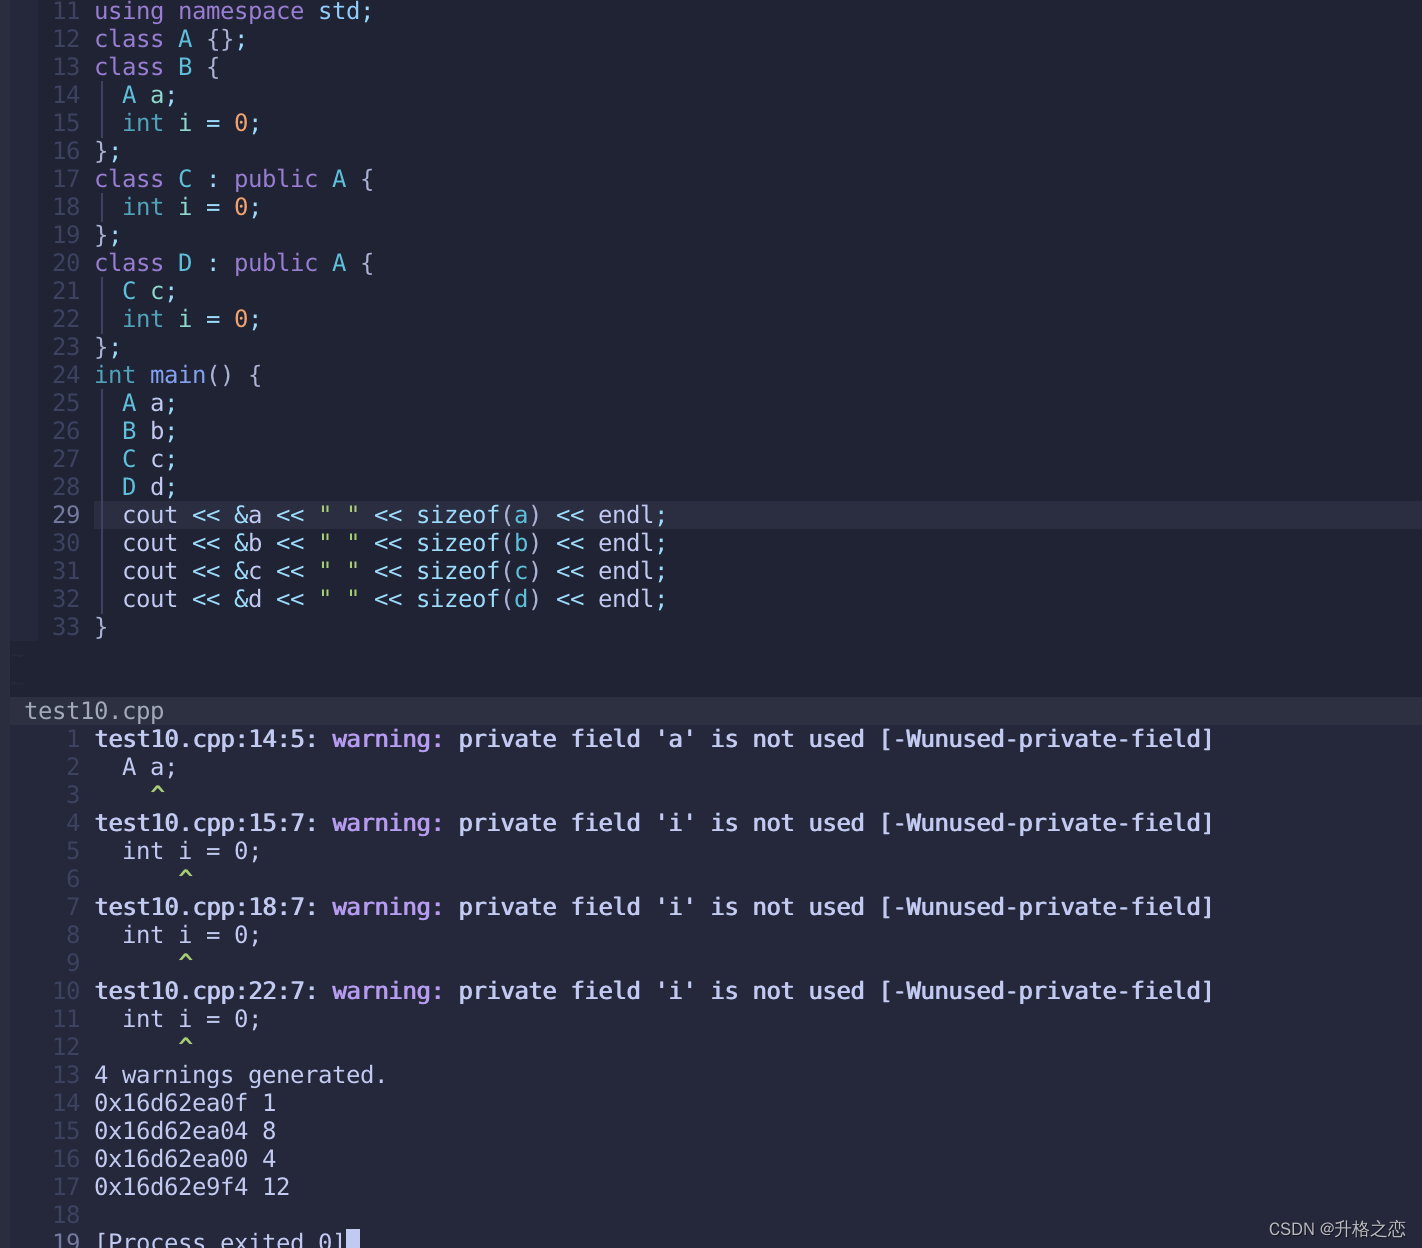 11 using namespace std;
12 class A {};
13 class B {
14   A a;
15   int i = 0;
16 };
17 class C : public A {
18   int i = 0;
19 };
20 class D : public A {
21   C c;
22   int i = 0;
23 };
24 int main() {
25   A a;
26   B b;
27   C c;
28   D d;
29   cout << &a << " " << sizeof(a) << endl;
30   cout << &b << " " << sizeof(b) << endl;
31   cout << &c << " " << sizeof(c) << endl;
32   cout << &d << " " << sizeof(d) << endl;
33 }
test10.cpp
1 test10.cpp:14:5: warning: private field 'a' is not used [-Wunused-private-field]
2   A a;
3     ^
4 test10.cpp:15:7: warning: private field 'i' is not used [-Wunused-private-field]
5   int i = 0;
6       ^
7 test10.cpp:18:7: warning: private field 'i' is not used [-Wunused-private-field]
8   int i = 0;
9       ^
10 test10.cpp:22:7: warning: private field 'i' is not used [-Wunused-private-field]
11   int i = 0;
12       ^
13 4 warnings generated.
14 0x16d62ea0f 1
15 0x16d62ea04 8
16 0x16d62ea00 4
17 0x16d62e9f4 12
18
19 [Process exited 0]
CSDN @升格之恋